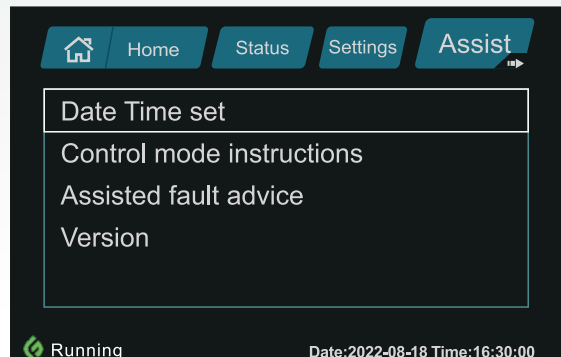 Home Status Settings Assist
Date Time set
Control mode instructions
Assisted fault advice
Version
Running Date:2022-08-18 Time:16:30:00